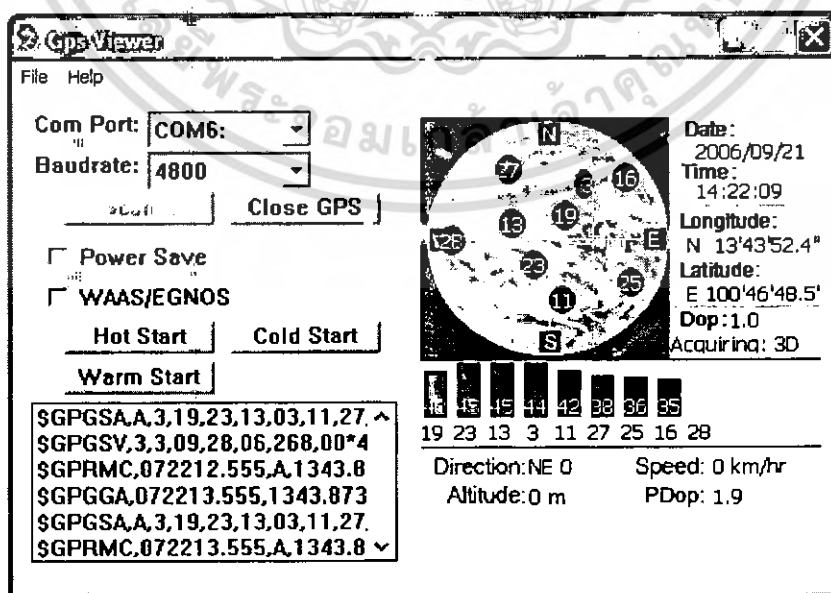 Gps Viewer
File Help
Com Port: COM6:
Baudrate: 4800
Close GPS
Power Save
WAAS/EGNOS
Hot Start Cold Start
Warm Start
$GPGSA,A,3,19,23,13,03,11,27,
$GPGSV,3,3,09,28,06,268,00*4
$GPRMC,072212.555,A,1343.8
$GPGGA,072213.555,1343.873
$GPGSA,A,3,19,23,13,03,11,27,
$GPRMC,072213.555,A,1343.8
N
27 3 16
13 19
28 E
23 25
11
S
Date:
2006/09/21
Time:
14:22:09
Longitude:
N 13'43'52.4"
Latitude:
E 100'46'48.5'
Dop:1.0
Acquiring: 3D
45 44 42 38 36 35
19 23 13 3 11 27 25 16 28
Direction:NE 0 Speed: 0 km/hr
Altitude:0 m PDop: 1.9